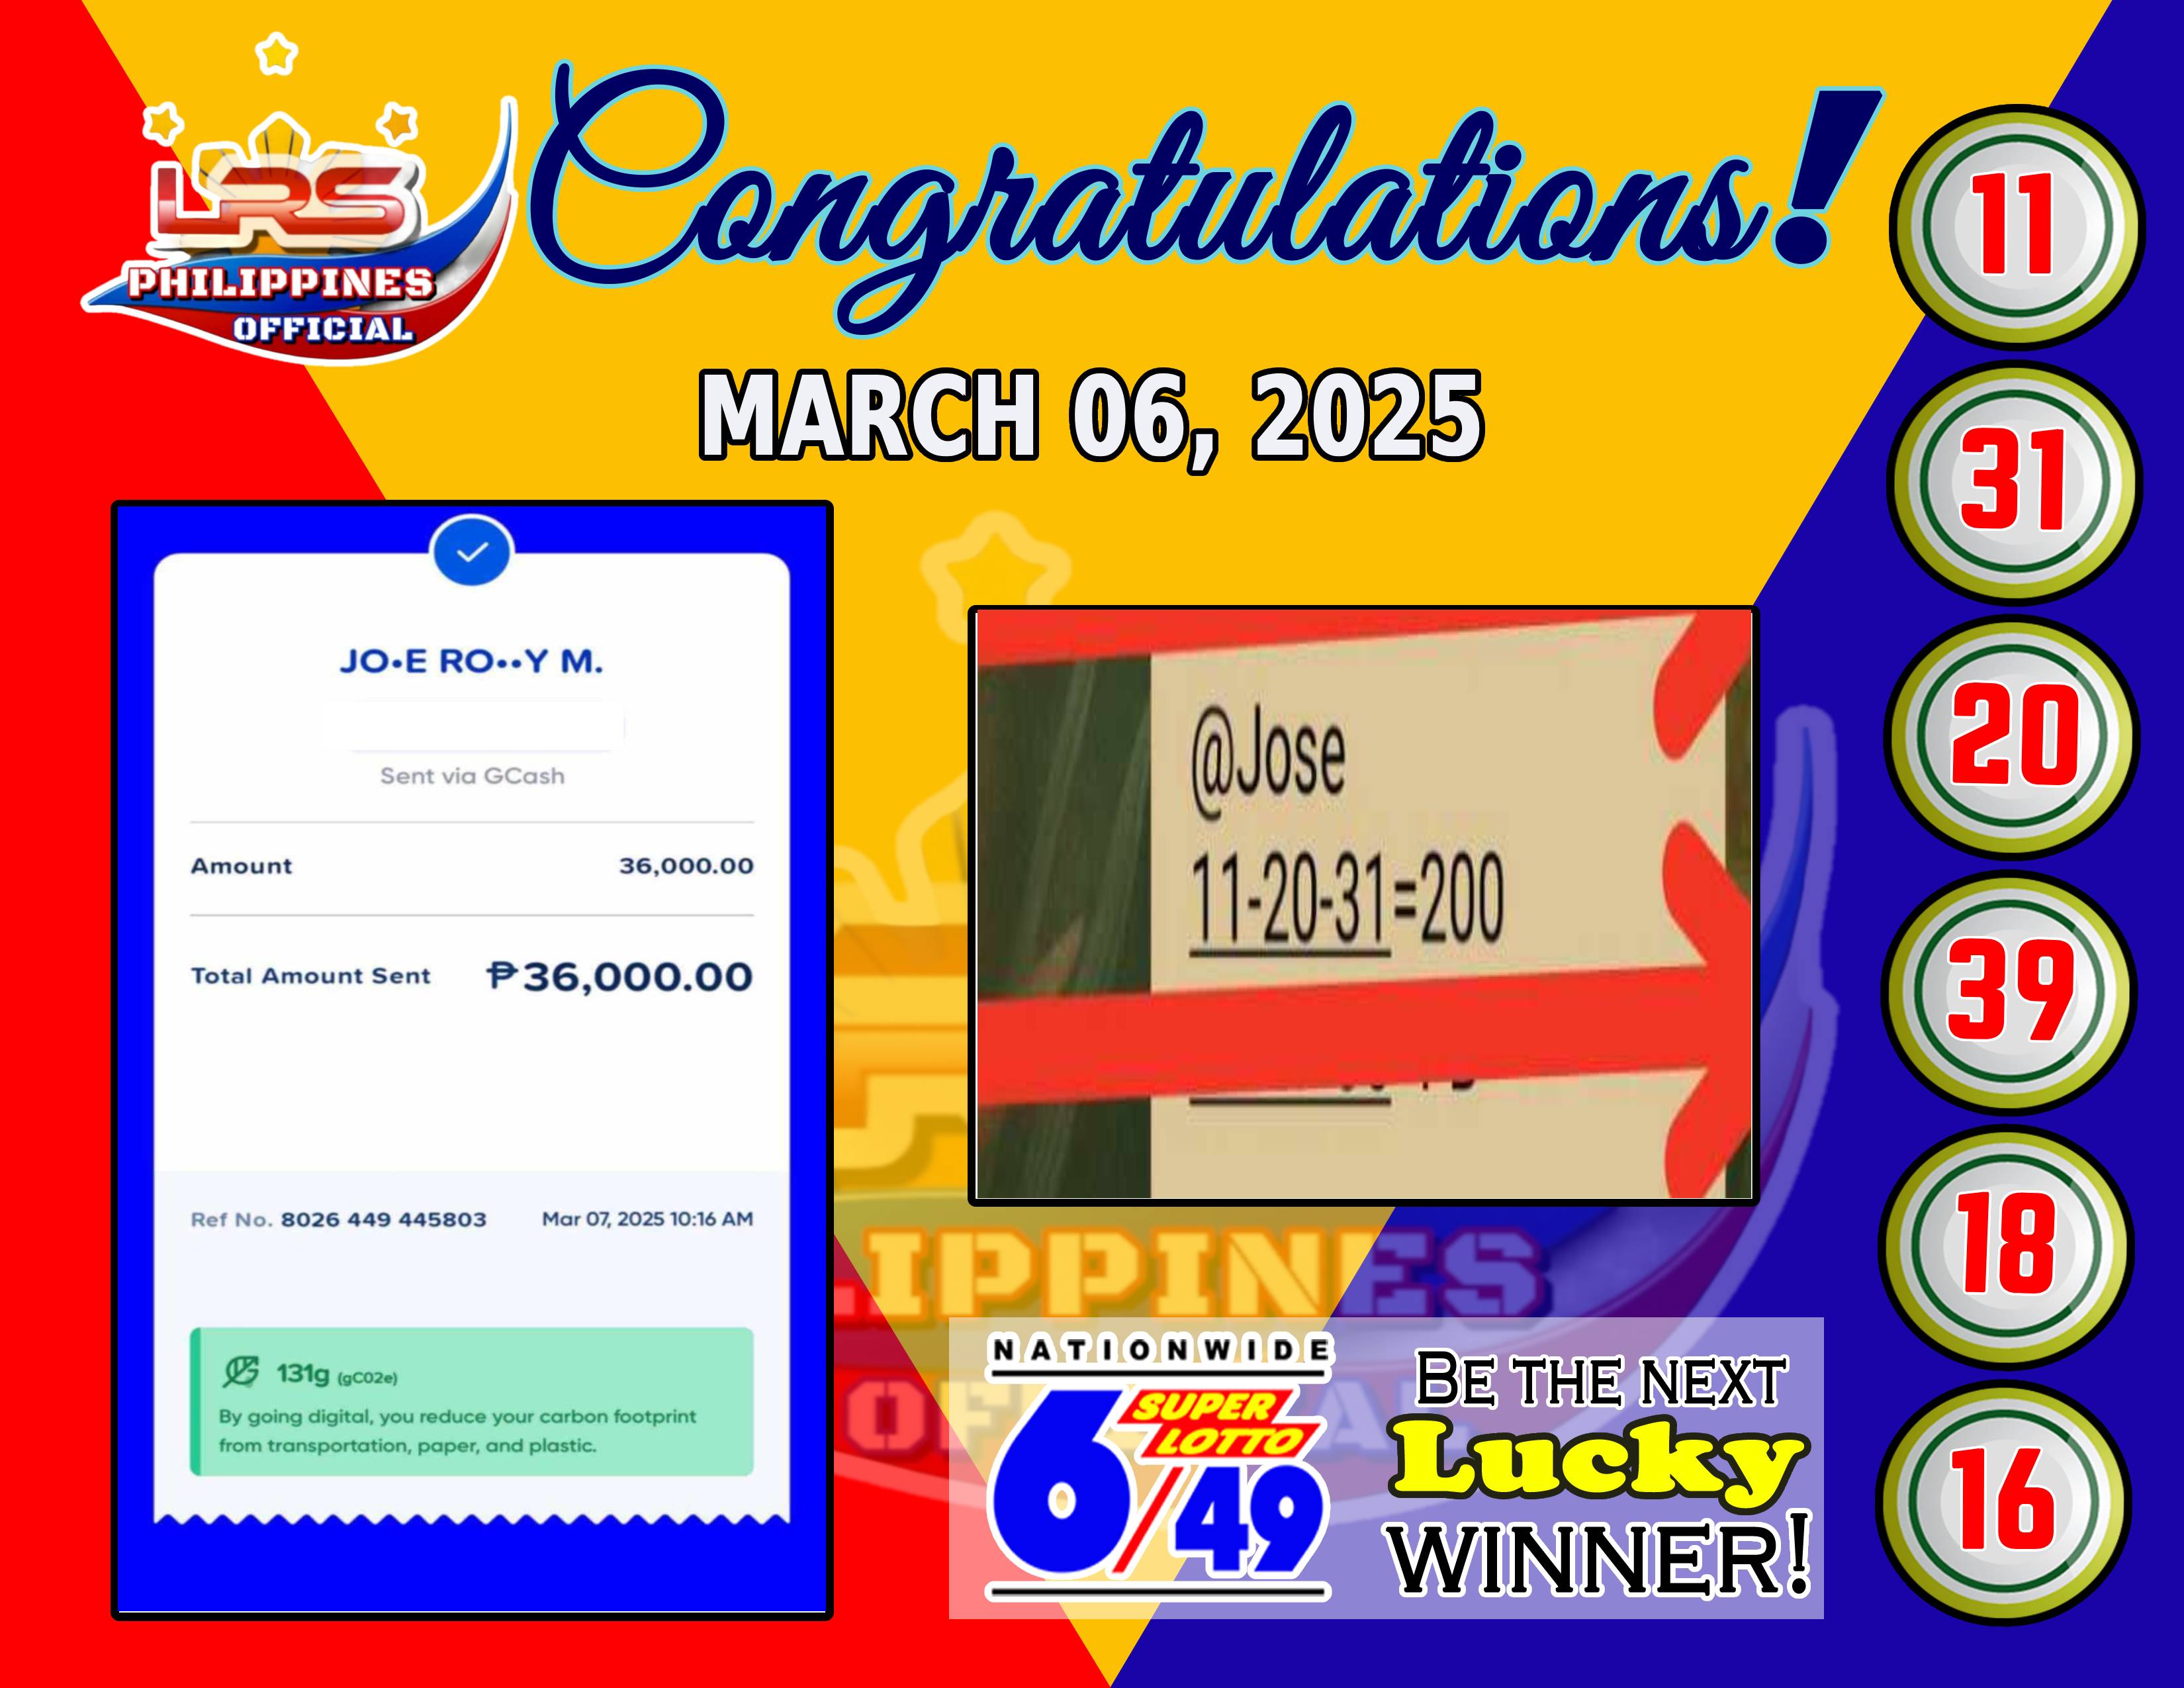 LRS
PHILIPPINES
OFFICIAL
Congratulations!
MARCH 06, 2025
JO•E RO••Y M.
Sent via GCash
Amount 36,000.00
Total Amount Sent ₱36,000.00
Ref No. 8026 449 445803 Mar 07, 2025 10:16 AM
131g (gCO2e)
By going digital, you reduce your carbon footprint
from transportation, paper, and plastic.
@Jose
11-20-31=200
LIPPINES
NATIONWIDE
SUPER
LOTTO
6/49
BE THE NEXT
Lucky
WINNER!
11
31
20
39
18
16